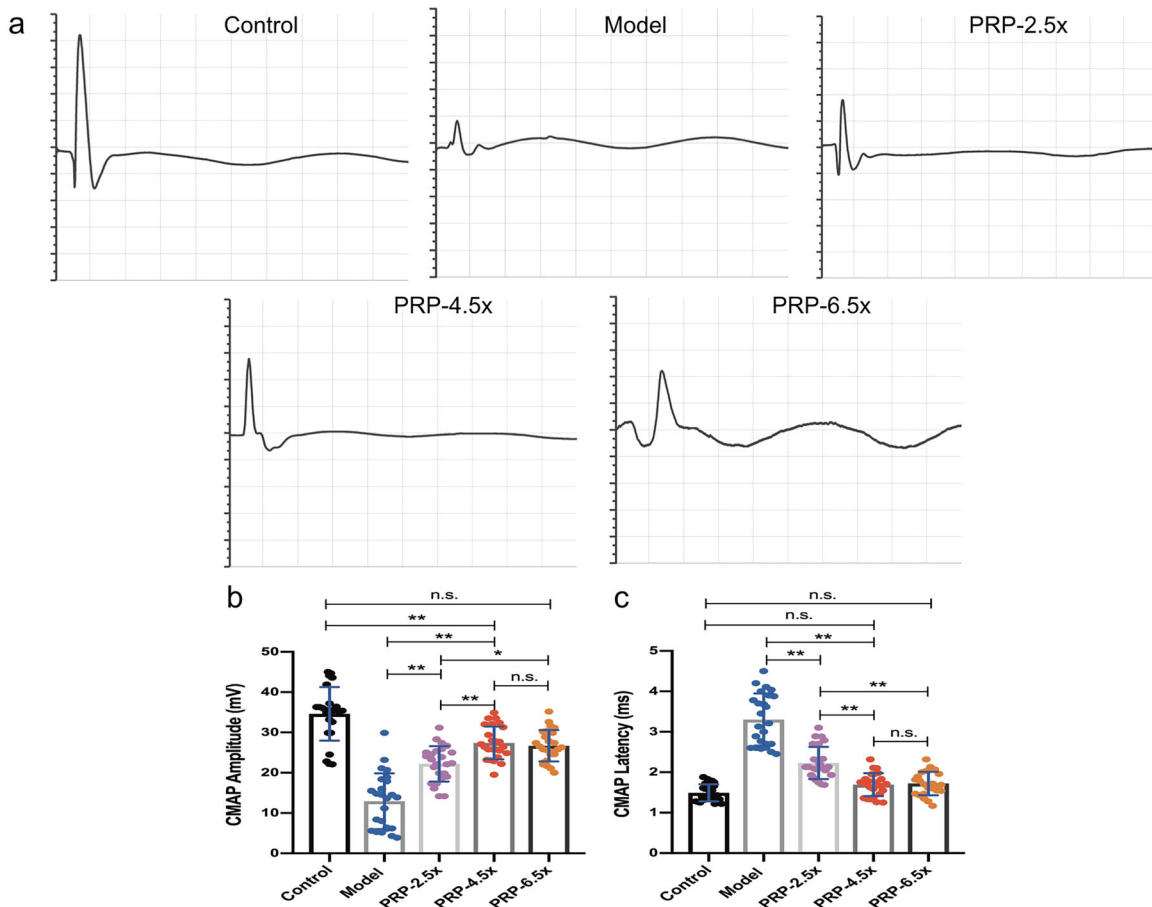 a
Control
Model
PRP-2.5x
PRP-4.5x
PRP-6.5x
b
n.s.
**
**
*
**
n.s.
**
CMAP Amplitude (mV)
50
40
30
20
10
0
Control
Model
PRP-2.5x
PRP-4.5x
PRP-6.5x
c
n.s.
n.s.
**
**
**
**
n.s.
CMAP Latency (ms)
5
4
3
2
1
0
Control
Model
PRP-2.5x
PRP-4.5x
PRP-6.5x